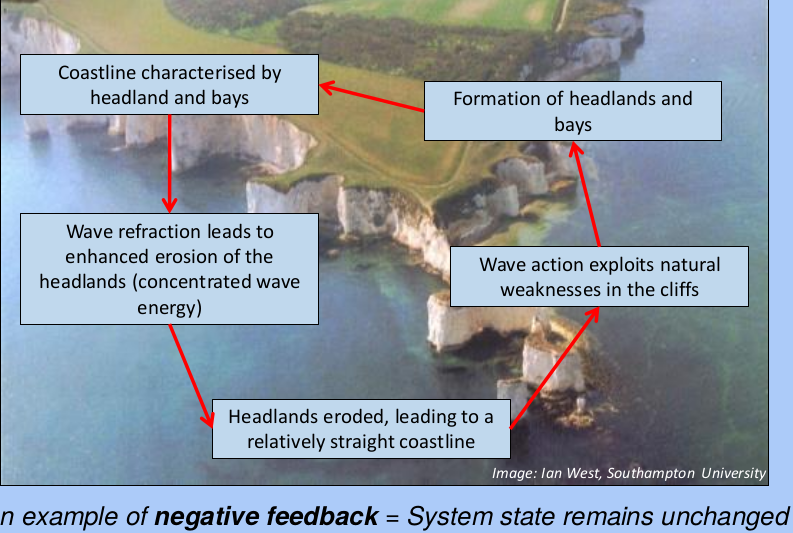 Coastline characterised by
headland and bays
Formation of headlands and
bays
Wave refraction leads to
enhanced erosion of the
headlands (concentrated wave
energy)
Wave action exploits natural
weaknesses in the cliffs
Headlands eroded, leading to a
relatively straight coastline
Image: Ian West, Southampton University
n example of negative feedback = System state remains unchanged